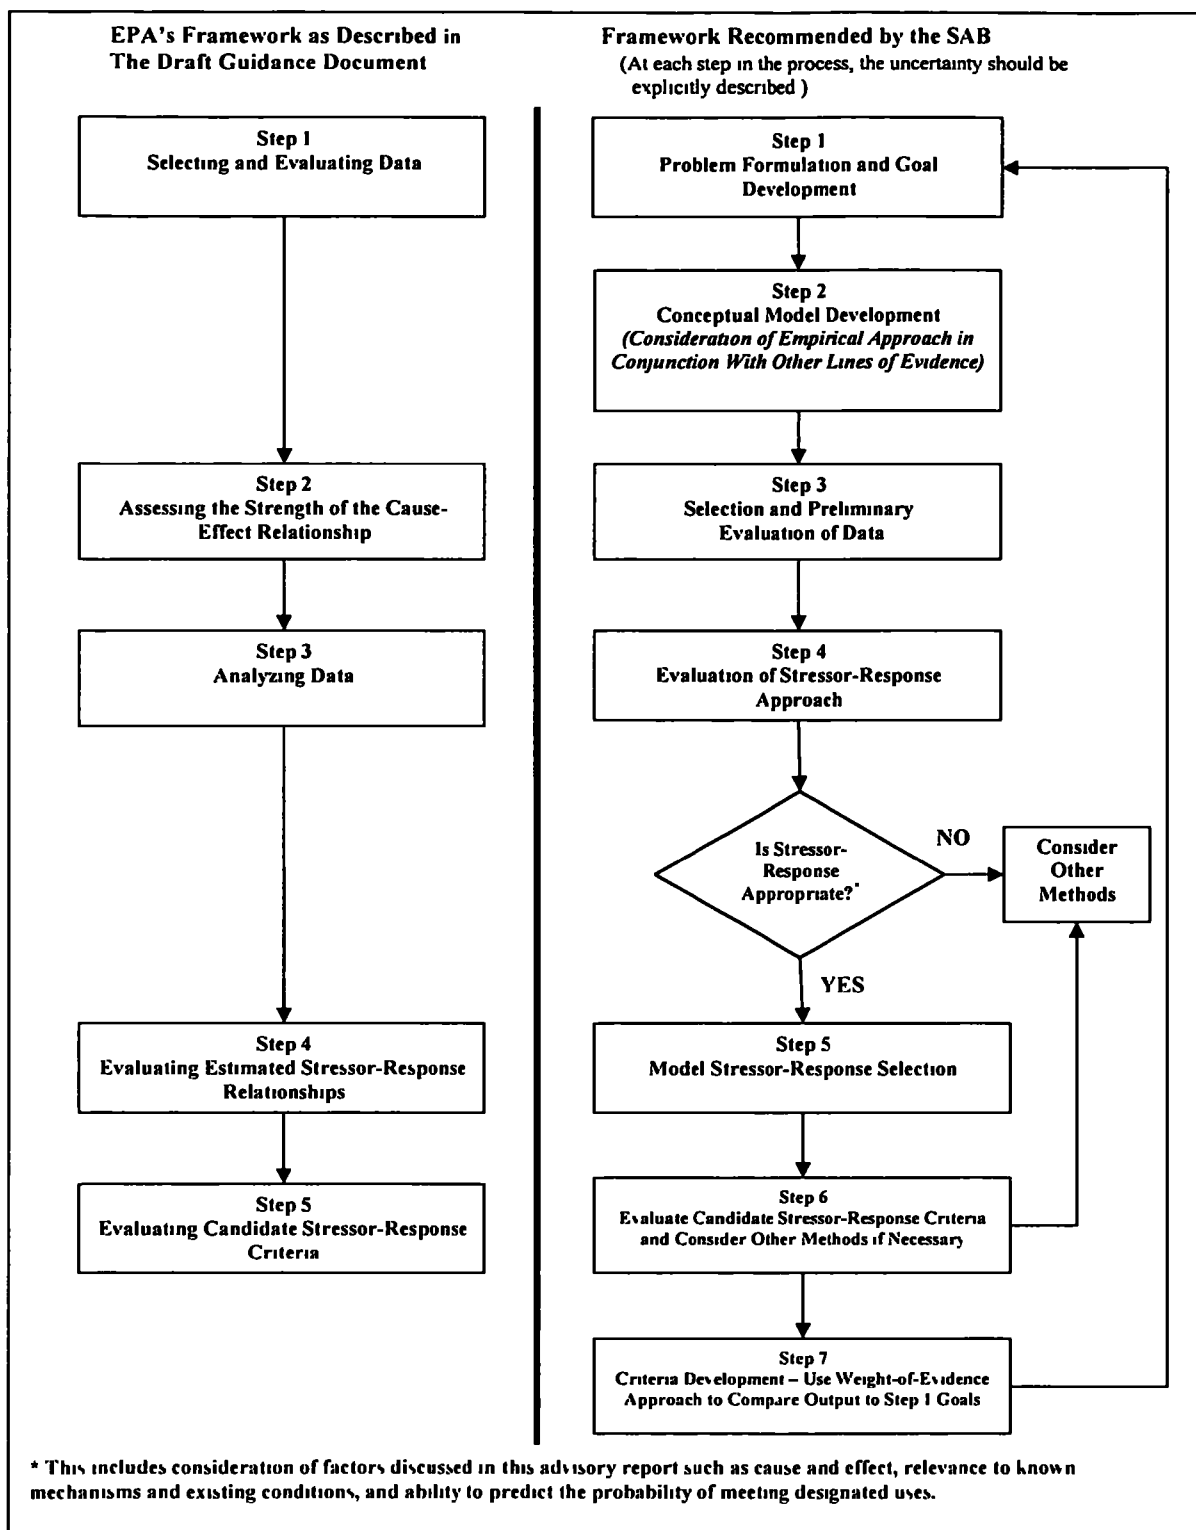 EPA's Framework as Described in
The Draft Guidance Document
Step 1
Selecting and Evaluating Data
Step 2
Assessing the Strength of the Cause-
Effect Relationship
Step 3
Analyzing Data
Step 4
Evaluating Estimated Stressor-Response
Relationships
Step 5
Evaluating Candidate Stressor-Response
Criteria
Framework Recommended by the SAB
(At each step in the process, the uncertainty should be
explicitly described )
Step 1
Problem Formulation and Goal
Development
Step 2
Conceptual Model Development
(Consideration of Empirical Approach in
Conjunction With Other Lines of Evidence)
Step 3
Selection and Preliminary
Evaluation of Data
Step 4
Evaluation of Stressor-Response
Approach
Is Stressor-
Response
Appropriate?*
NO
Consider
Other
Methods
YES
Step 5
Model Stressor-Response Selection
Step 6
Evaluate Candidate Stressor-Response Criteria
and Consider Other Methods if Necessary
Step 7
Criteria Development – Use Weight-of-Evidence
Approach to Compare Output to Step 1 Goals
* This includes consideration of factors discussed in this advisory report such as cause and effect, relevance to known
mechanisms and existing conditions, and ability to predict the probability of meeting designated uses.